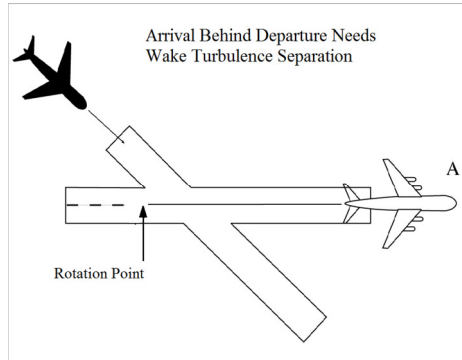 Arrival Behind Departure Needs
Wake Turbulence Separation
A
Rotation Point